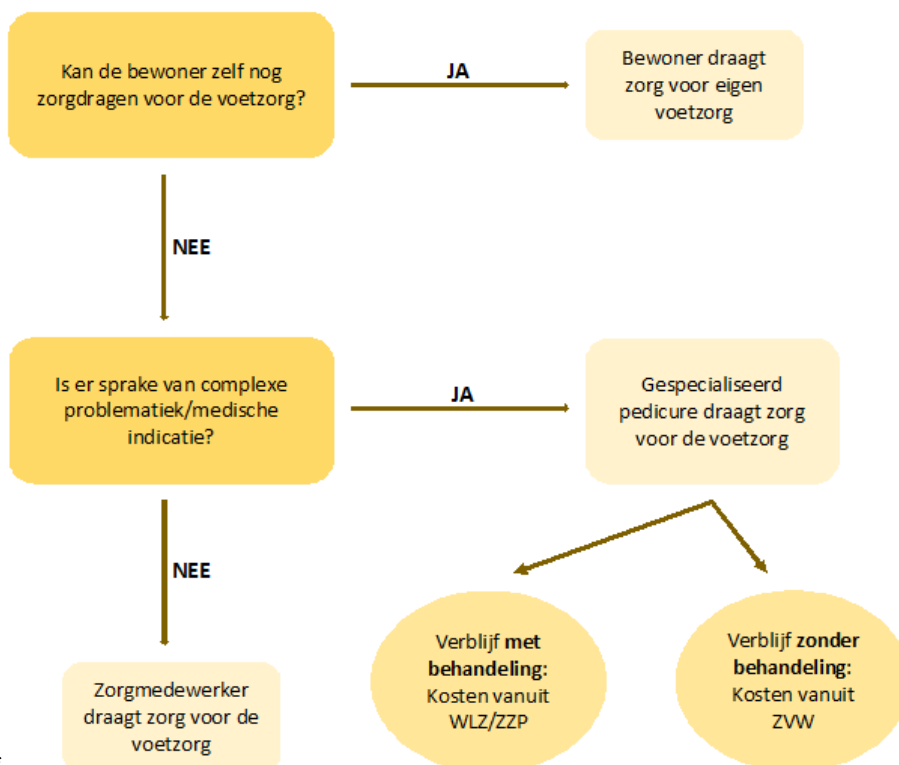 Kan de bewoner zelf nog
zorgdragen voor de voetzorg?
JA
Bewoner draagt
zorg voor eigen
voetzorg
NEE
Is er sprake van complexe
problematiek/medische
indicatie?
JA
Gespecialiseerd
pedicure draagt zorg
voor de voetzorg
NEE
Zorgmedewerker
draagt zorg voor de
voetzorg
Verblijf met
behandeling:
Kosten vanuit
WLZ/ZZP
Verblijf zonder
behandeling:
Kosten vanuit
ZVW